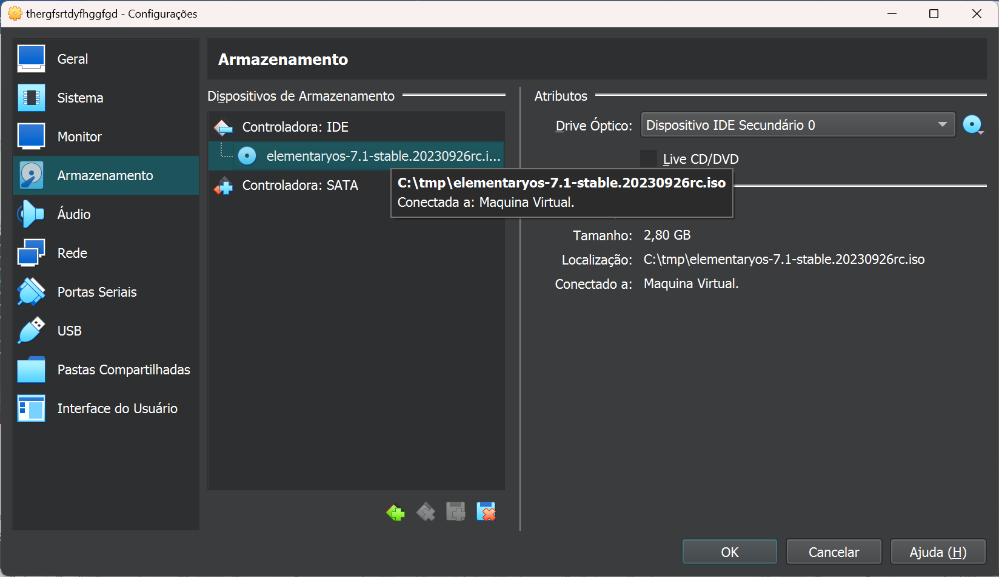 thergfsrtdyfhggfgd - Configurações
Geral
Sistema
Monitor
Armazenamento
Áudio
Rede
Portas Seriais
USB
Pastas Compartilhadas
Interface do Usuário
Armazenamento
Dispositivos de Armazenamento
Controladora: IDE
elementaryos-7.1-stable.20230926rc.i...
Controladora: SATA
C:\tmp\elementaryos-7.1-stable.20230926rc.iso
Conectada a: Maquina Virtual.
Atributos
Drive Óptico: Dispositivo IDE Secundário 0
Live CD/DVD
Tamanho: 2,80 GB
Localização: C:\tmp\elementaryos-7.1-stable.20230926rc.iso
Conectado a: Maquina Virtual.
OK
Cancelar
Ajuda (H)